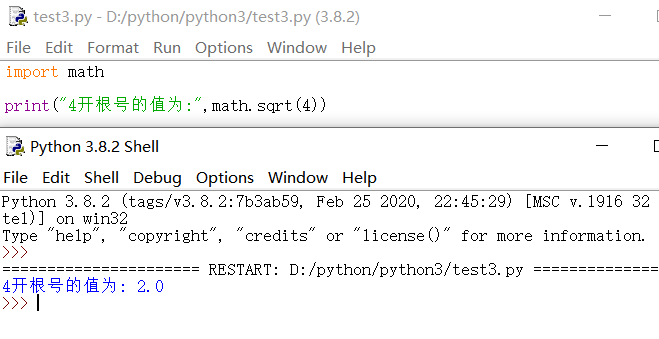 test3.py - D:/python/python3/test3.py (3.8.2)
File Edit Format Run Options Window Help
import math
print("4开根号的值为:",math.sqrt(4))
Python 3.8.2 Shell
File Edit Shell Debug Options Window Help
Python 3.8.2 (tags/v3.8.2:7b3ab59, Feb 25 2020, 22:45:29) [MSC v.1916 32
tel)] on win32
Type "help", "copyright", "credits" or "license()" for more information.
>>>
====================== RESTART: D:/python/python3/test3.py ==============
4开根号的值为: 2.0
>>>